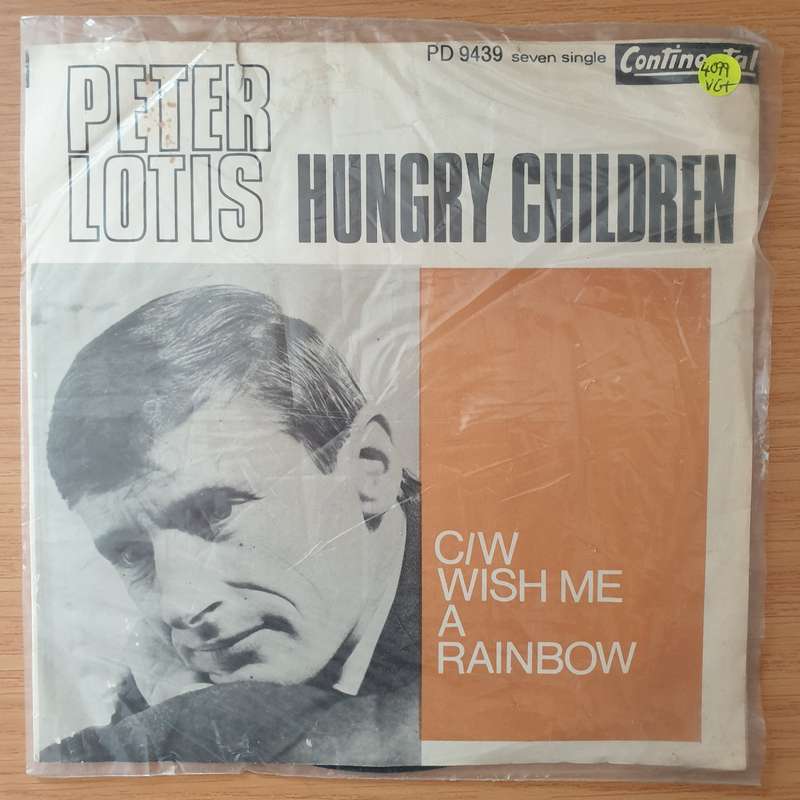 PD 9439 seven single
Continental
4099
VG+
PETER
LOTIS
HUNGRY CHILDREN
C/W
WISH ME
A
RAINBOW